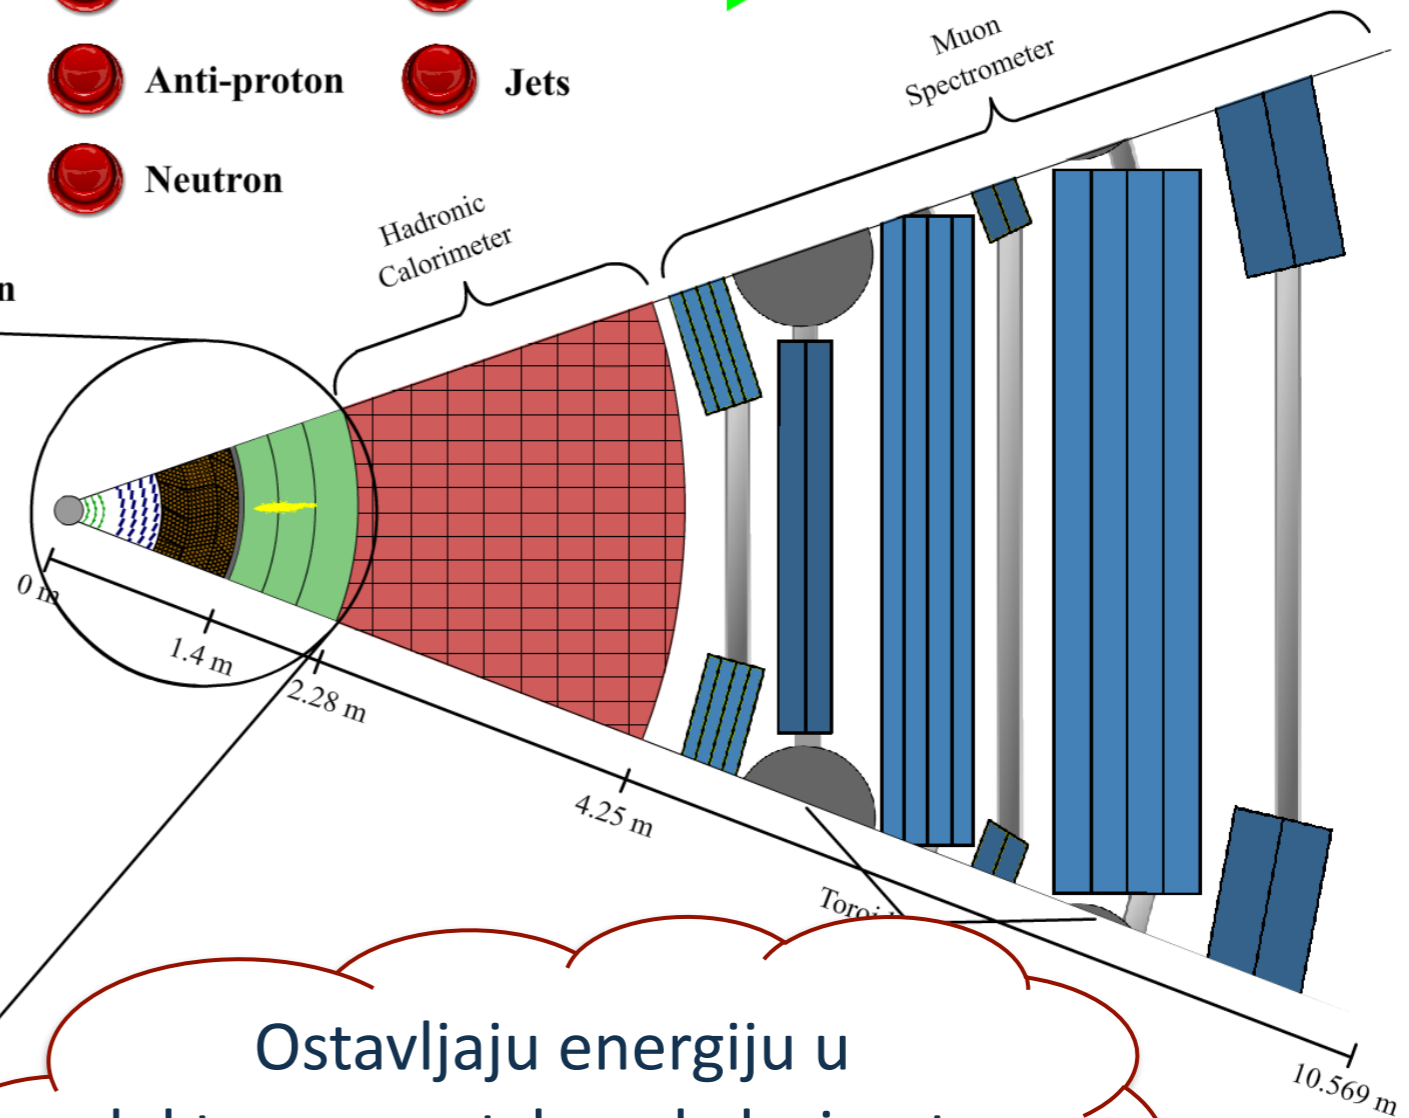 Anti-proton
Jets
Neutron
Muon
Spectrometer
Hadronic
Calorimeter
0 m
1.4 m
2.28 m
4.25 m
10.569 m
Ostavljaju energiju u